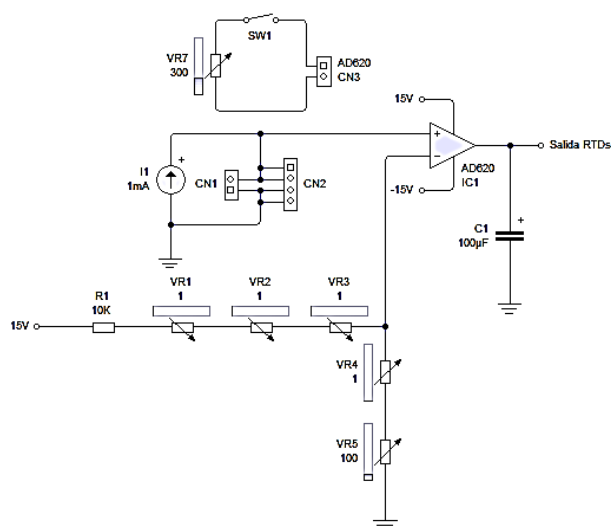 SW1
VR7
300
AD620
CN3
15V
I1
1mA
CN1
CN2
+
+
−
-15V
AD620
IC1
Salida RTDs
C1
100µF
+
R1
10K
VR1
1
VR2
1
VR3
1
15V
VR4
1
VR5
100